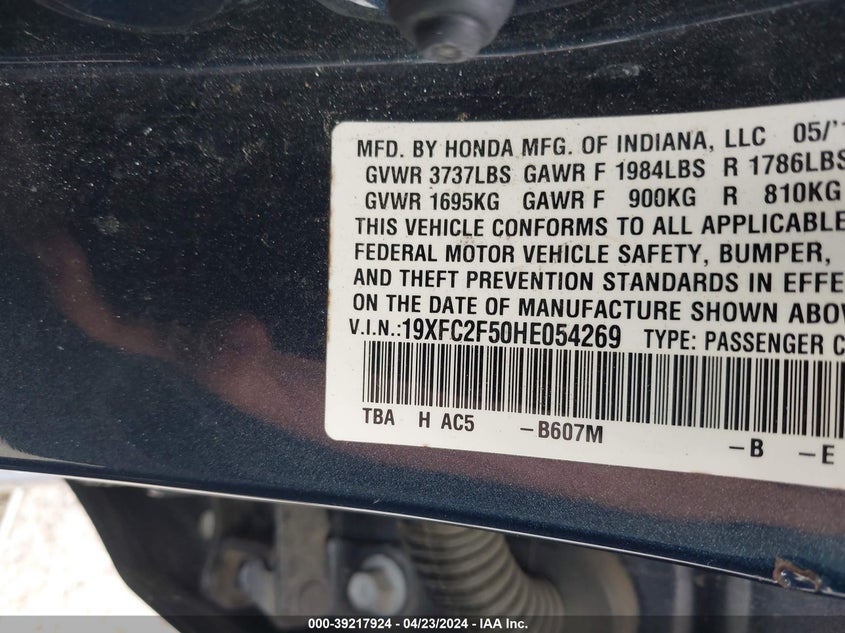 MFD. BY HONDA MFG. OF INDIANA, LLC 05/'
GVWR 3737LBS GAWR F 1984LBS R 1786LBS
GVWR 1695KG GAWR F 900KG R 810KG
THIS VEHICLE CONFORMS TO ALL APPLICABLE
FEDERAL MOTOR VEHICLE SAFETY, BUMPER,
AND THEFT PREVENTION STANDARDS IN EFFE
ON THE DATE OF MANUFACTURE SHOWN ABOV
V.I.N.:19XFC2F50HE054269 TYPE: PASSENGER C
TBA H AC5 -B607M -B -E
000-39217924 / 04/23/2024 - IAA Inc.